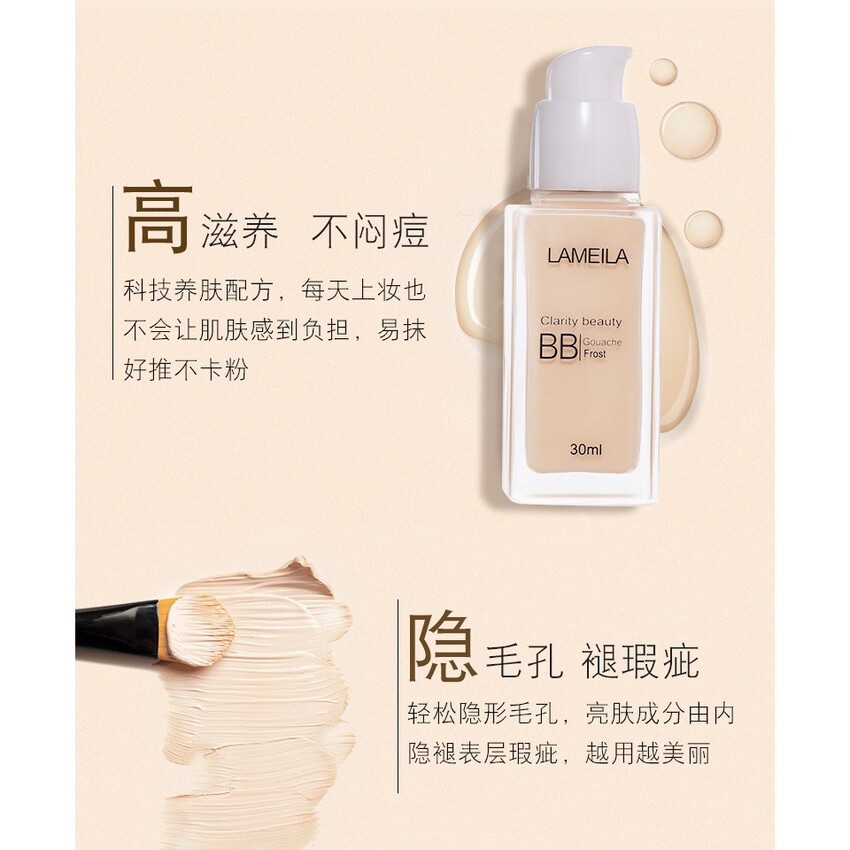 高滋养 不闷痘
科技养肤配方，每天上妆也
不会让肌肤感到负担，易抹
好推不卡粉
LAMEILA
Clarity beauty
BB Gouache
Frost
30ml
隐毛孔 褪瑕疵
轻松隐形毛孔，亮肤成分由内
隐褪表层瑕疵，越用越美丽